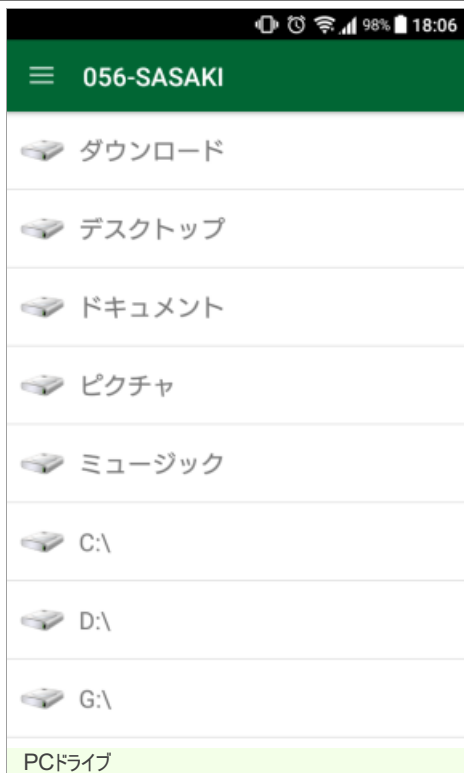 98% 18:06
056-SASAKI
ダウンロード
デスクトップ
ドキュメント
ピクチャ
ミュージック
C:\
D:\
G:\
PCドライブ